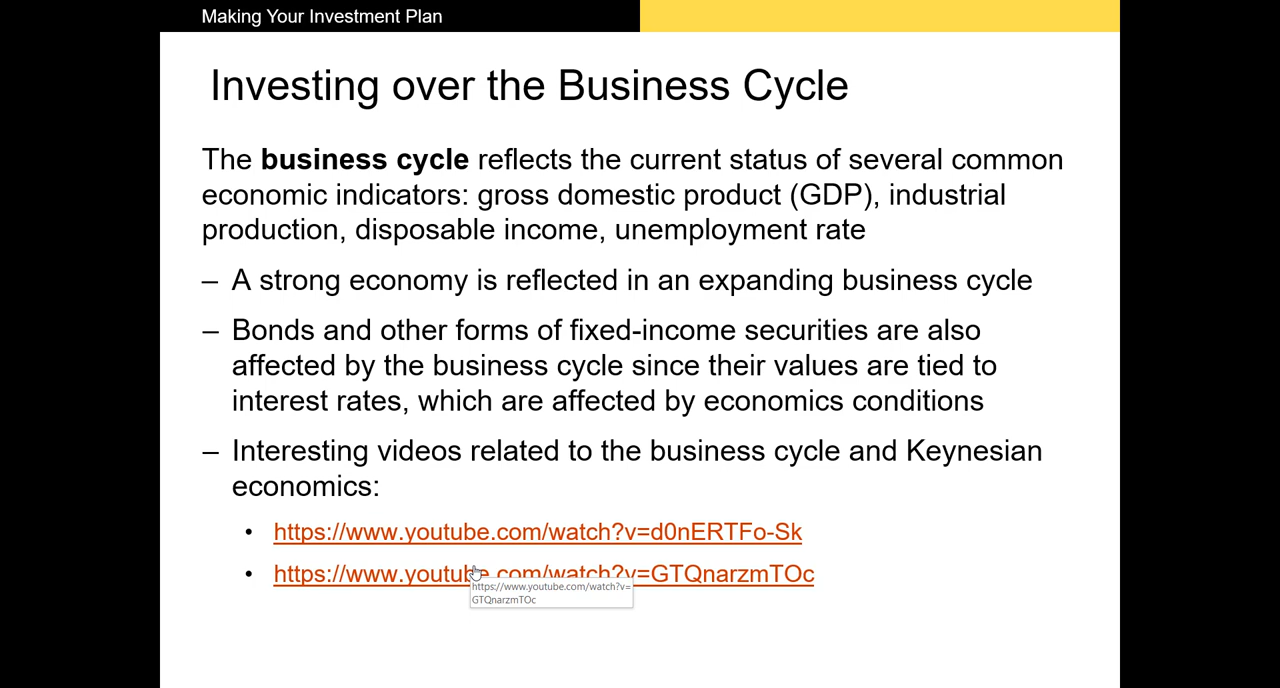 Making Your Investment Plan
Investing over the Business Cycle
The business cycle reflects the current status of several common
economic indicators: gross domestic product (GDP), industrial
production, disposable income, unemployment rate
– A strong economy is reflected in an expanding business cycle
– Bonds and other forms of fixed-income securities are also
affected by the business cycle since their values are tied to
interest rates, which are affected by economics conditions
– Interesting videos related to the business cycle and Keynesian
economics:
• https://www.youtube.com/watch?v=d0nERTFo-Sk
• https://www.youtube.com/watch?v=GTQnarzmTOc
https://www.youtube.com/watch?v=
GTQnarzmTOc